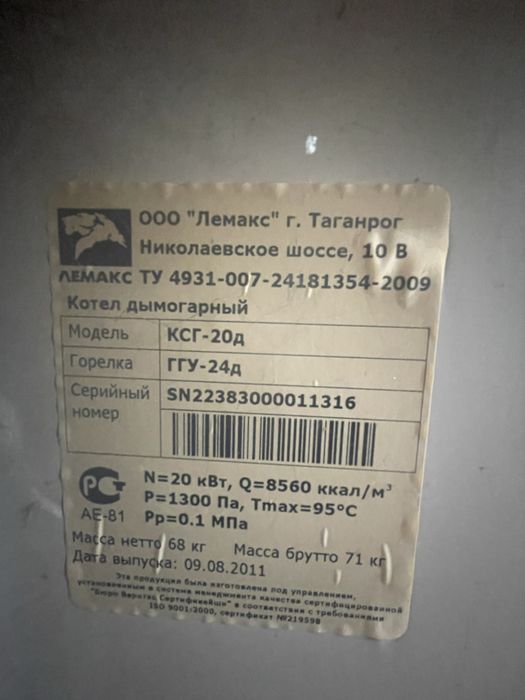 ООО "Лемакс" г. Таганрог
Николаевское шоссе, 10 В
ЛЕМАКС ТУ 4931-007-24181354-2009
Котел дымогарный
Модель КСГ-20д
Горелка ГГУ-24д
Серийный номер SN22383000011316
РСТ N=20 кВт, Q=8560 ккал/м³
P=1300 Па, Tmax=95°С
АЕ-81 Рр=0.1 МПа
Масса нетто 68 кг Масса брутто 71 кг
Дата выпуска: 09.08.2011
Эта продукция была изготовлена под управлением,
установленным в системе менеджмента качества сертифицированной
"Бюро Веритас Сертификейшн" в соответствии с требованиями
ISO 9001:2000, сертификат №219598